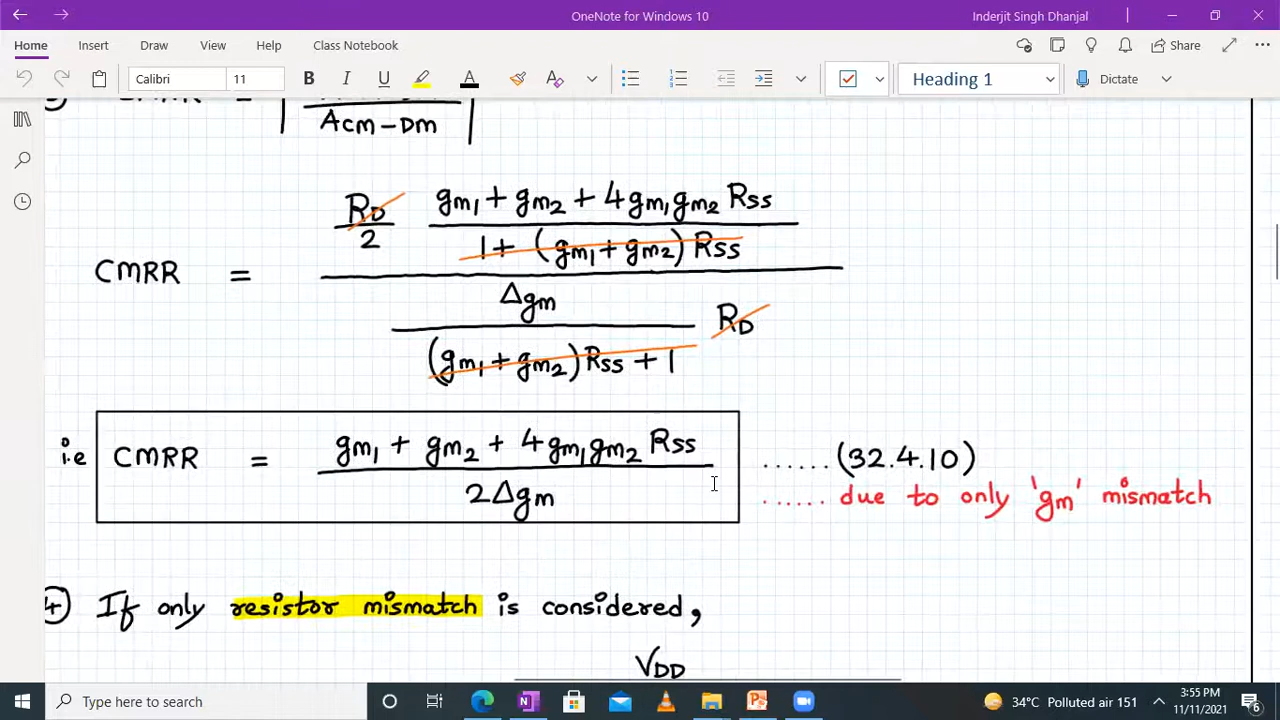 OneNote for Windows 10
Inderjit Singh Dhanjal
Home Insert Draw View Help Class Notebook
Share
Calibri 11 B I U A Heading 1 Dictate
Acm-Dm
RD/2 gm1 + gm2 + 4gm1gm2 Rss
1 + (gm1 + gm2) Rss
CMRR =
Δgm RD
(gm1 + gm2) Rss + 1
i.e CMRR = gm1 + gm2 + 4gm1gm2 Rss ......(32.4.10)
2Δgm ...... due to only 'gm' mismatch
4 If only resistor mismatch is considered,
VDD
Type here to search
34°C Polluted air 151
3:55 PM
11/11/2021
6